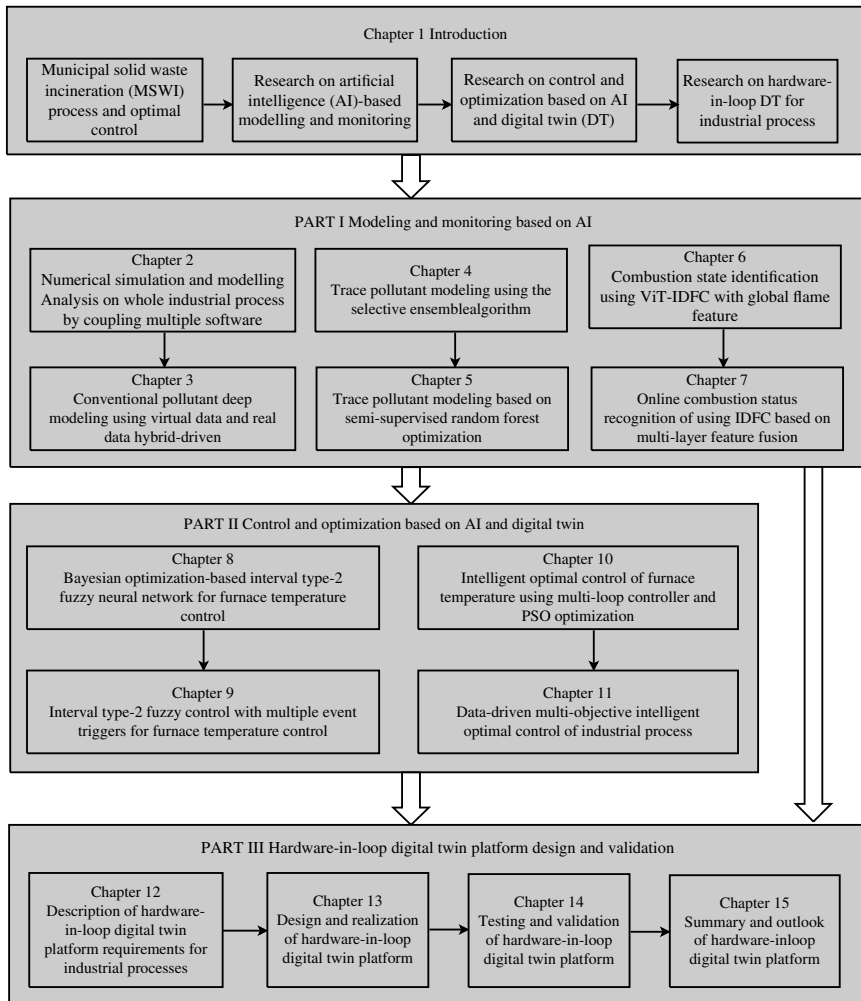 Chapter 1 Introduction
Municipal solid waste
incineration (MSWI)
process and optimal
control
Research on artificial
intelligence (AI)-based
modelling and monitoring
Research on control and
optimization based on AI
and digital twin (DT)
Research on hardware-
in-loop DT for
industrial process
PART I Modeling and monitoring based on AI
Chapter 2
Numerical simulation and modelling
Analysis on whole industrial process
by coupling multiple software
Chapter 4
Trace pollutant modeling using the
selective ensemblealgorithm
Chapter 6
Combustion state identification
using ViT-IDFC with global flame
feature
Chapter 3
Conventional pollutant deep
modeling using virtual data and real
data hybrid-driven
Chapter 5
Trace pollutant modeling based on
semi-supervised random forest
optimization
Chapter 7
Online combustion status
recognition of using IDFC based on
multi-layer feature fusion
PART II Control and optimization based on AI and digital twin
Chapter 8
Bayesian optimization-based interval type-2
fuzzy neural network for furnace temperature
control
Chapter 10
Intelligent optimal control of furnace
temperature using multi-loop controller and
PSO optimization
Chapter 9
Interval type-2 fuzzy control with multiple event
triggers for furnace temperature control
Chapter 11
Data-driven multi-objective intelligent
optimal control of industrial process
PART III Hardware-in-loop digital twin platform design and validation
Chapter 12
Description of hardware-
in-loop digital twin
platform requirements for
industrial processes
Chapter 13
Design and realization
of hardware-in-loop
digital twin platform
Chapter 14
Testing and validation
of hardware-in-loop
digital twin platform
Chapter 15
Summary and outlook
of hardware-inloop
digital twin platform